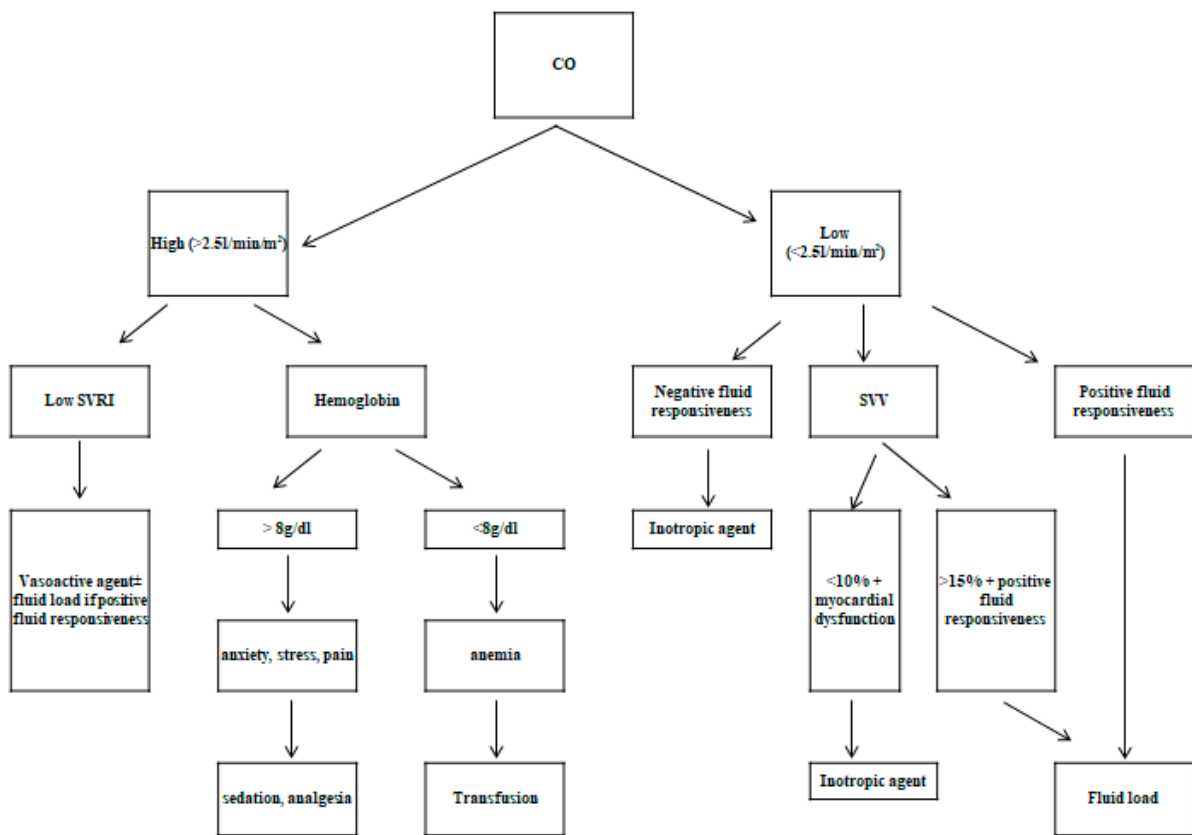 CO
High (>2.5l/min/m²)
Low
(<2.5l/min/m²)
Low SVRI
Hemoglobin
Negative fluid
responsiveness
SVV
Positive fluid
responsiveness
Vasoactive agent±
fluid load if positive
fluid responsiveness
> 8g/dl
<8g/dl
Inotropic agent
<10% +
myocardial
dysfunction
>15% + positive
fluid
responsiveness
anxiety, stress, pain
anemia
sedation, analgesia
Transfusion
Inotropic agent
Fluid load